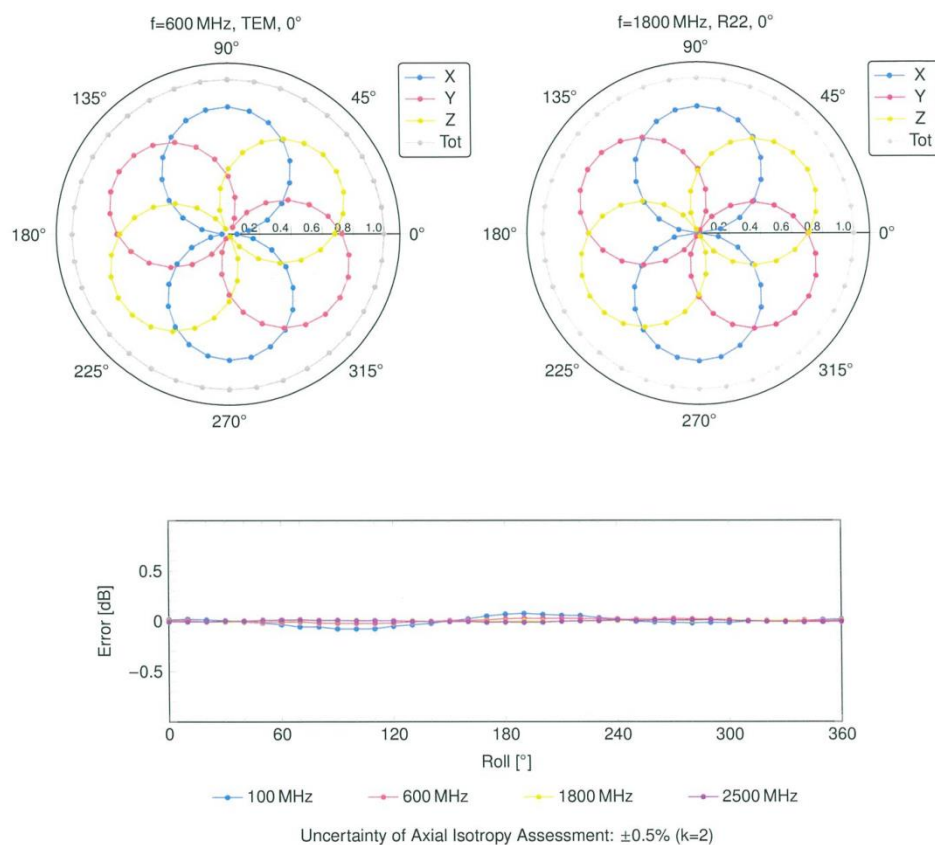 f=600 MHz, TEM, 0°
f=1800 MHz, R22, 0°
90°
135°
45°
180°
0°
225°
315°
270°
0.2 0.4 0.6 0.8 1.0
X
Y
Z
Tot
90°
135°
45°
180°
0°
225°
315°
270°
0.2 0.4 0.6 0.8 1.0
X
Y
Z
Tot
Error [dB]
0.5
0
−0.5
0 60 120 180 240 300 360
Roll [°]
100 MHz 600 MHz 1800 MHz 2500 MHz
Uncertainty of Axial Isotropy Assessment: ±0.5% (k=2)